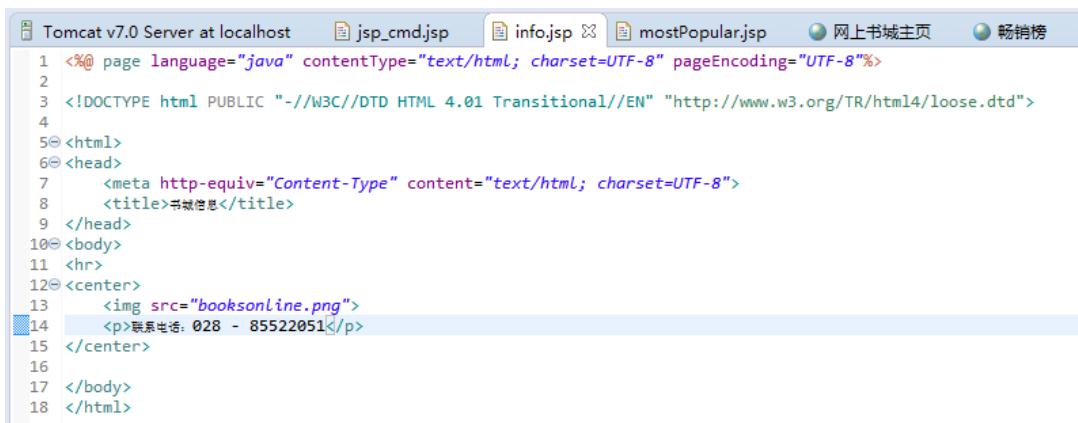 Tomcat v7.0 Server at localhost jsp_cmd.jsp info.jsp mostPopular.jsp 网上书城主页 畅销榜
1 <%@ page language="java" contentType="text/html; charset=UTF-8" pageEncoding="UTF-8"%>
2
3 <!DOCTYPE html PUBLIC "-//W3C//DTD HTML 4.01 Transitional//EN" "http://www.w3.org/TR/html4/loose.dtd">
4
5 <html>
6 <head>
7 <meta http-equiv="Content-Type" content="text/html; charset=UTF-8">
8 <title>书城信息</title>
9 </head>
10 <body>
11 <hr>
12 <center>
13 <img src="booksonline.png">
14 <p>联系电话：028 - 85522051</p>
15 </center>
16
17 </body>
18 </html>